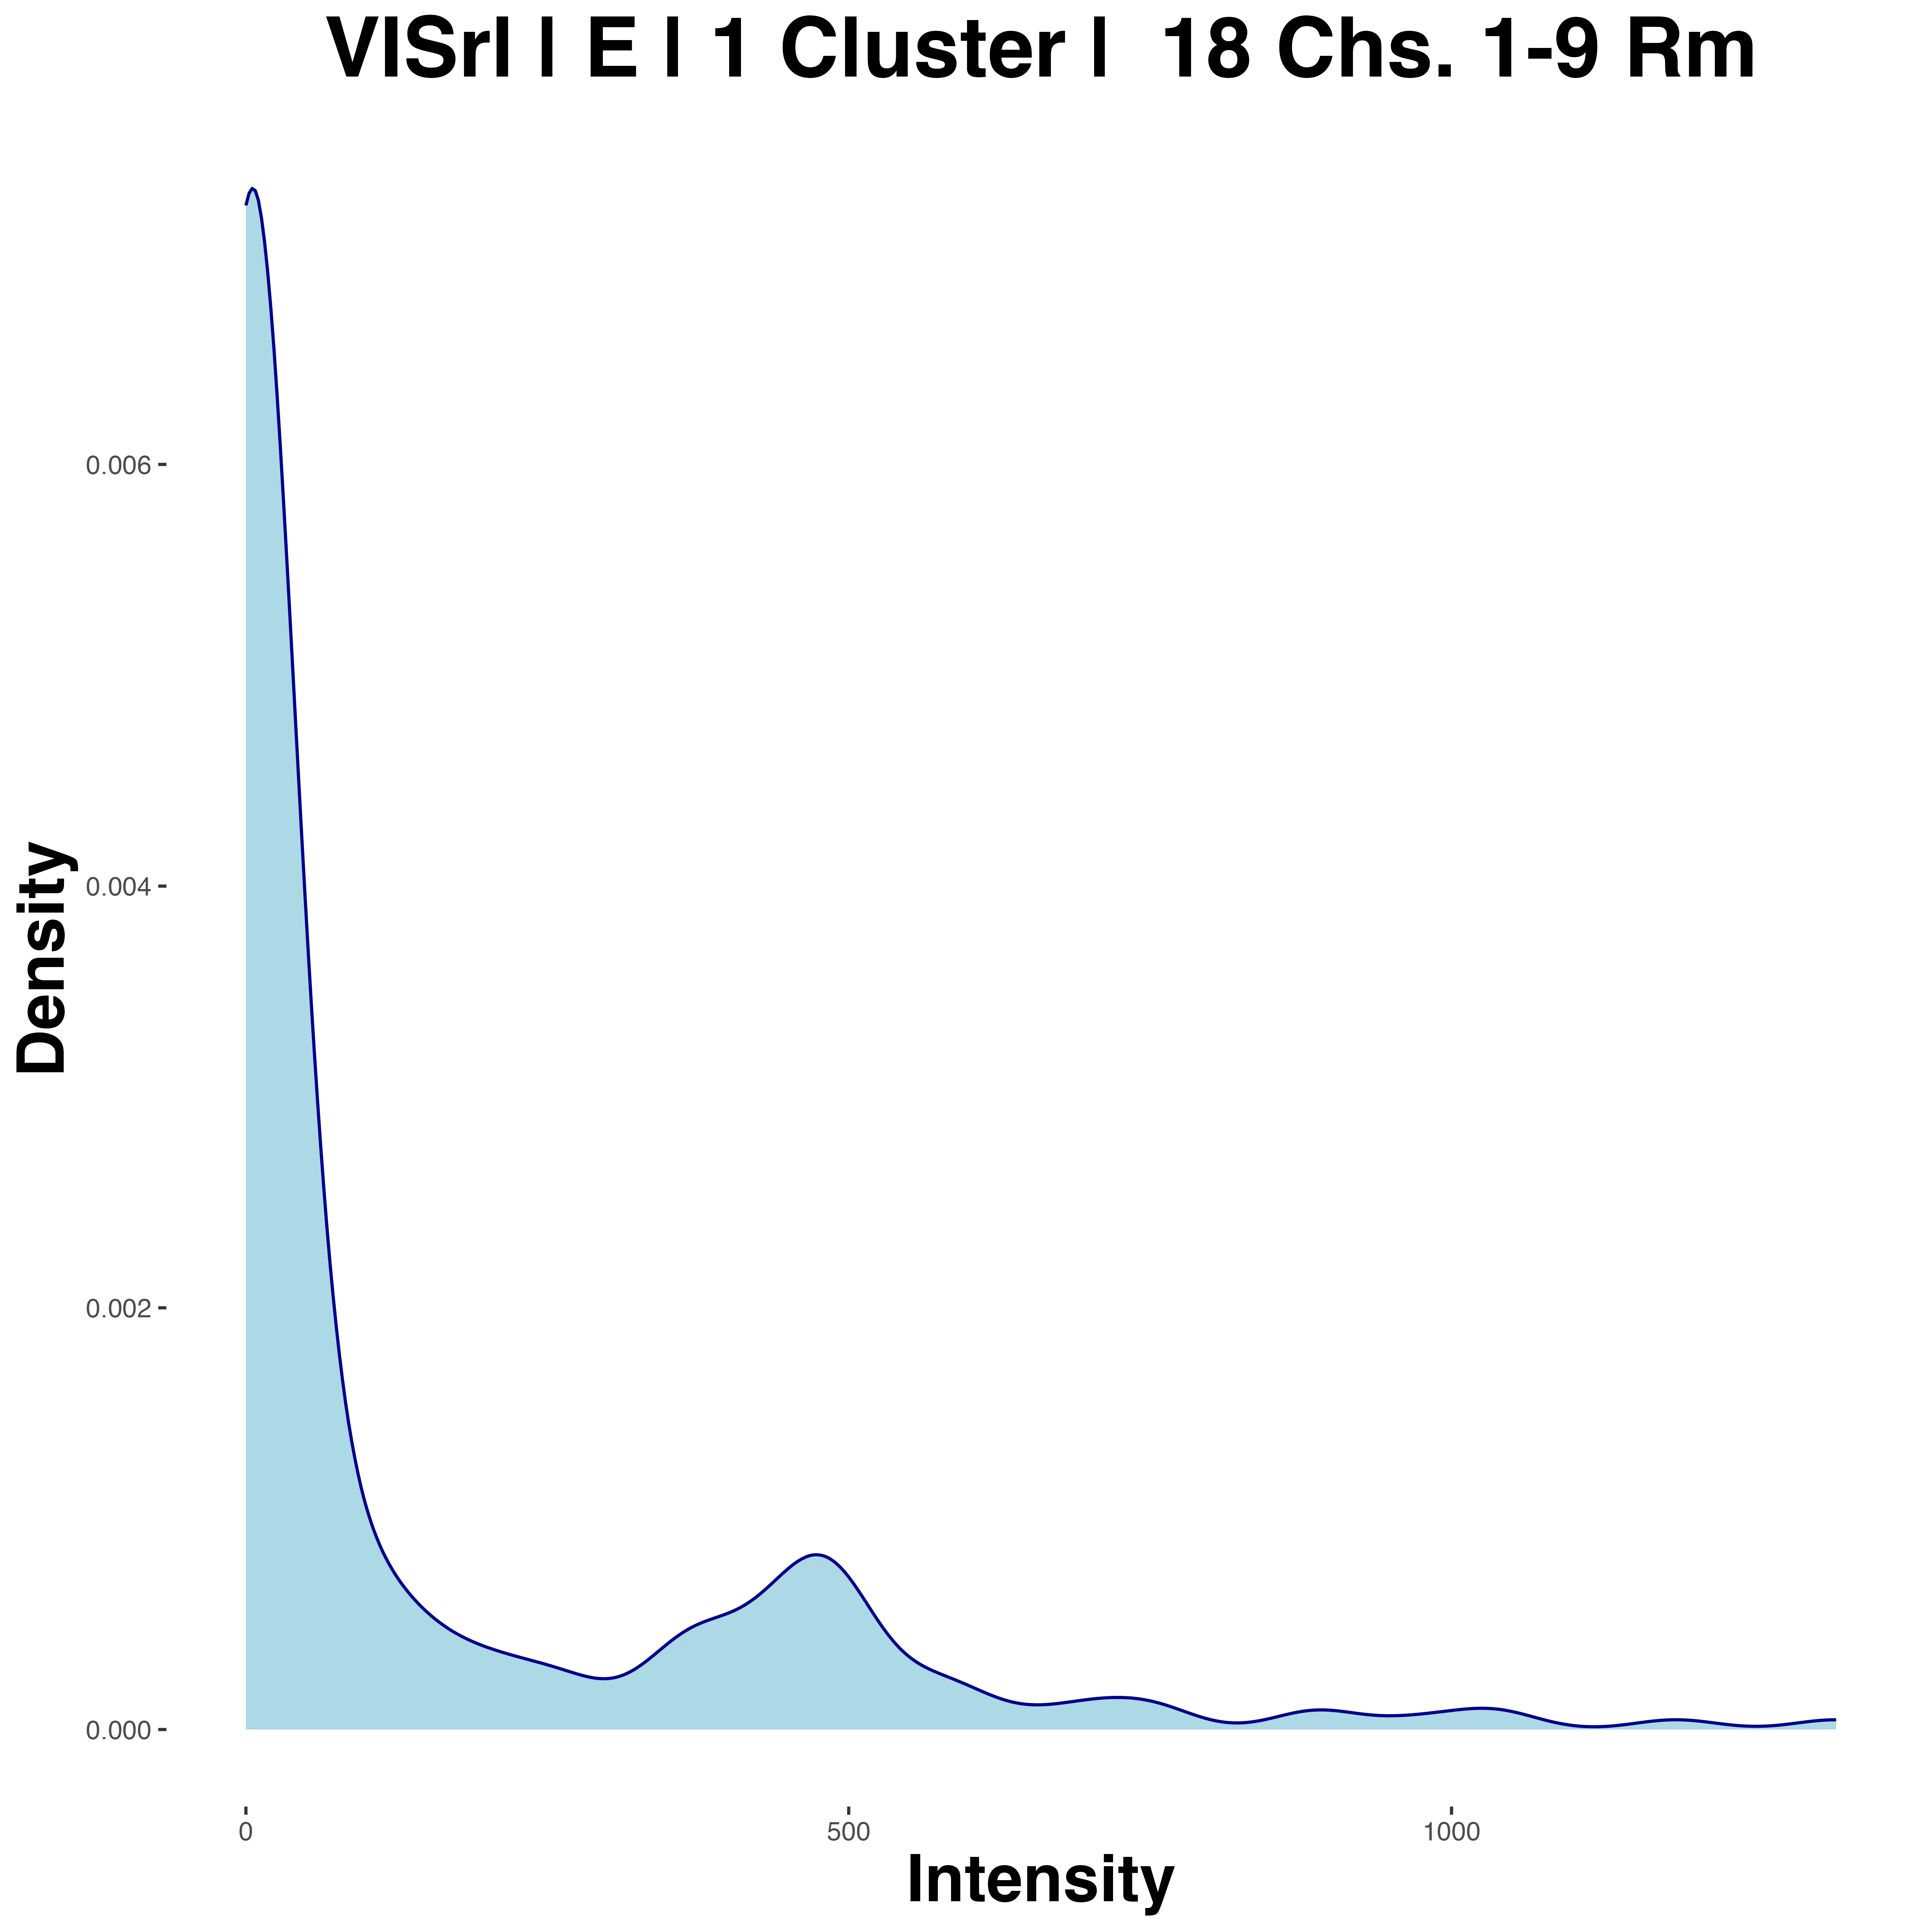 VISrl | E | 1 Cluster |  18 Chs. 1-9 Rm
0.006
0.004
0.002
0.000
Density
0
500
1000
Intensity